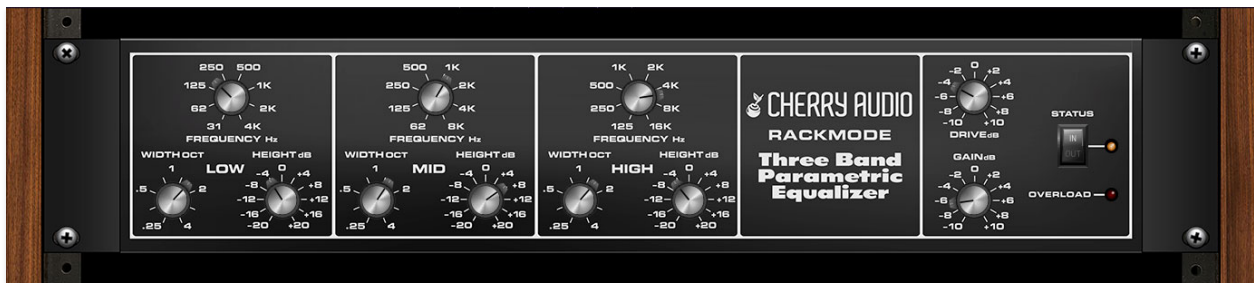 250 500
125 1K
62 2K
31 4K
FREQUENCY Hz
WIDTH OCT HEIGHT dB
LOW
1
.5 2
.25 4
-4 0 +4
-8 +8
-12 +12
-16 +16
-20 +20
500 1K
250 2K
125 4K
62 8K
FREQUENCY Hz
WIDTH OCT HEIGHT dB
MID
1
.5 2
.25 4
-4 0 +4
-8 +8
-12 +12
-16 +16
-20 +20
1K 2K
500 4K
250 8K
125 16K
FREQUENCY Hz
WIDTH OCT HEIGHT dB
HIGH
1
.5 2
.25 4
-4 0 +4
-8 +8
-12 +12
-16 +16
-20 +20
CHERRY AUDIO
RACKMODE
Three Band
Parametric
Equalizer
-2 0 +2
-4 +4
-6 +6
-8 +8
-10 +10
DRIVE dB
GAIN dB
-2 0 +2
-4 +4
-6 +6
-8 +8
-10 +10
STATUS
IN
OUT
OVERLOAD